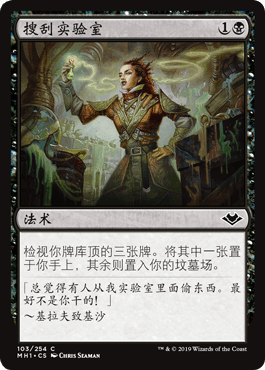 搜刮实验室 1
法术
检视你牌库顶的三张牌。将其中一张置
于你手上，其余则置入你的坟墓场。
「总觉得有人从我实验室里面偷东西。最
好不是你干的！」
～基拉夫致基沙
103/254 C
MH1 • CS CHRIS SEAMAN
™ & © 2019 Wizards of the Coast